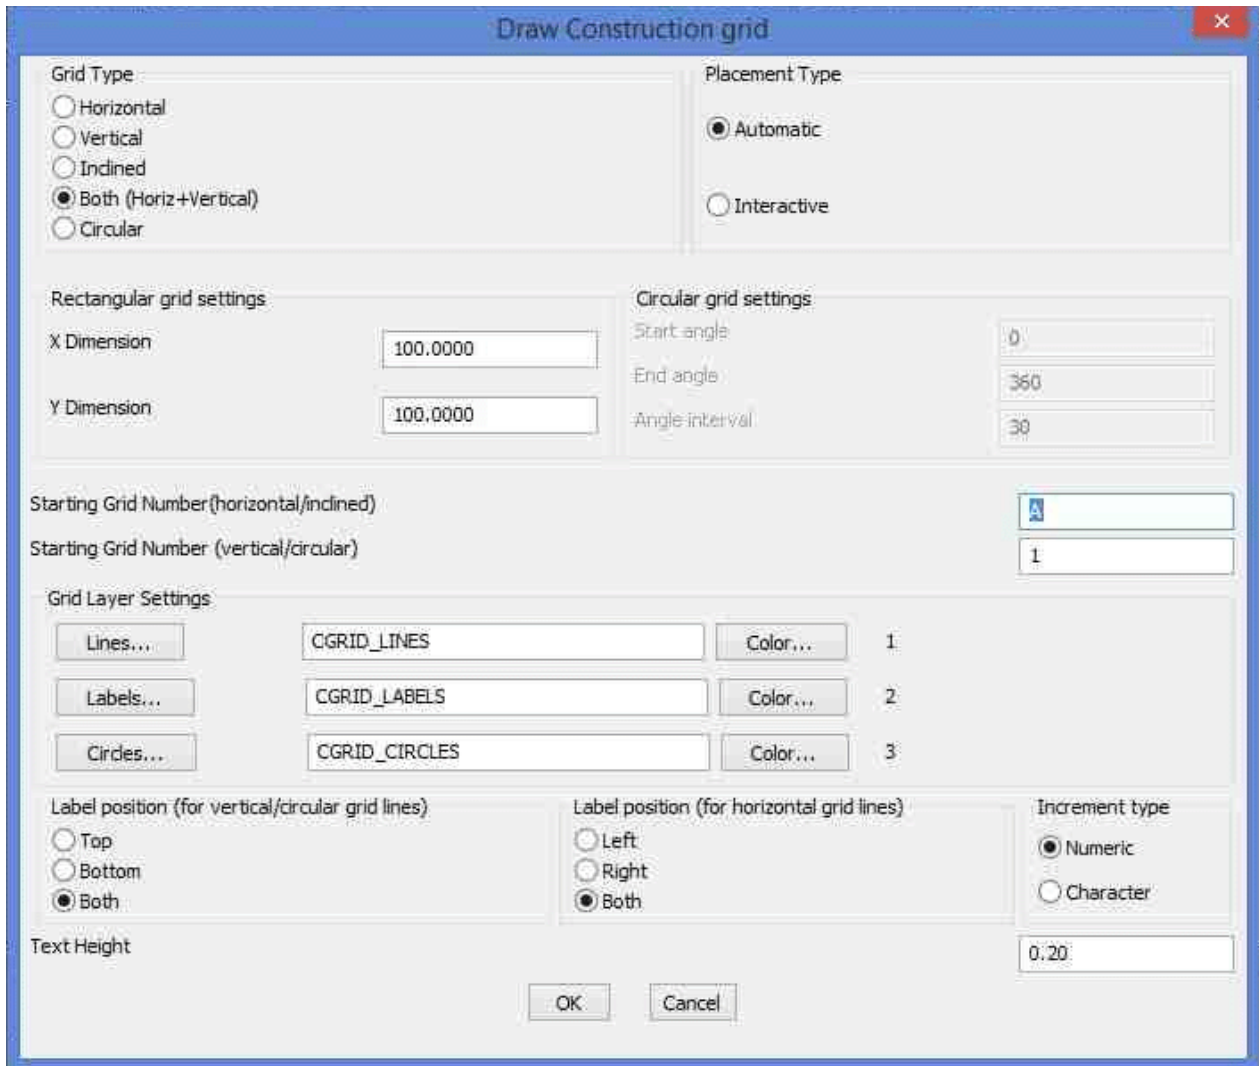 Draw Construction grid
Grid Type
Horizontal
Vertical
Inclined
Both (Horiz+Vertical)
Circular
Placement Type
Automatic
Interactive
Rectangular grid settings
X Dimension
100.0000
Y Dimension
100.0000
Circular grid settings
Start angle
0
End angle
360
Angle interval
30
Starting Grid Number(horizontal/inclined)
A
Starting Grid Number (vertical/circular)
1
Grid Layer Settings
Lines...
CGRID_LINES
Color...
1
Labels...
CGRID_LABELS
Color...
2
Circles...
CGRID_CIRCLES
Color...
3
Label position (for vertical/circular grid lines)
Top
Bottom
Both
Label position (for horizontal grid lines)
Left
Right
Both
Increment type
Numeric
Character
Text Height
0.20
OK
Cancel